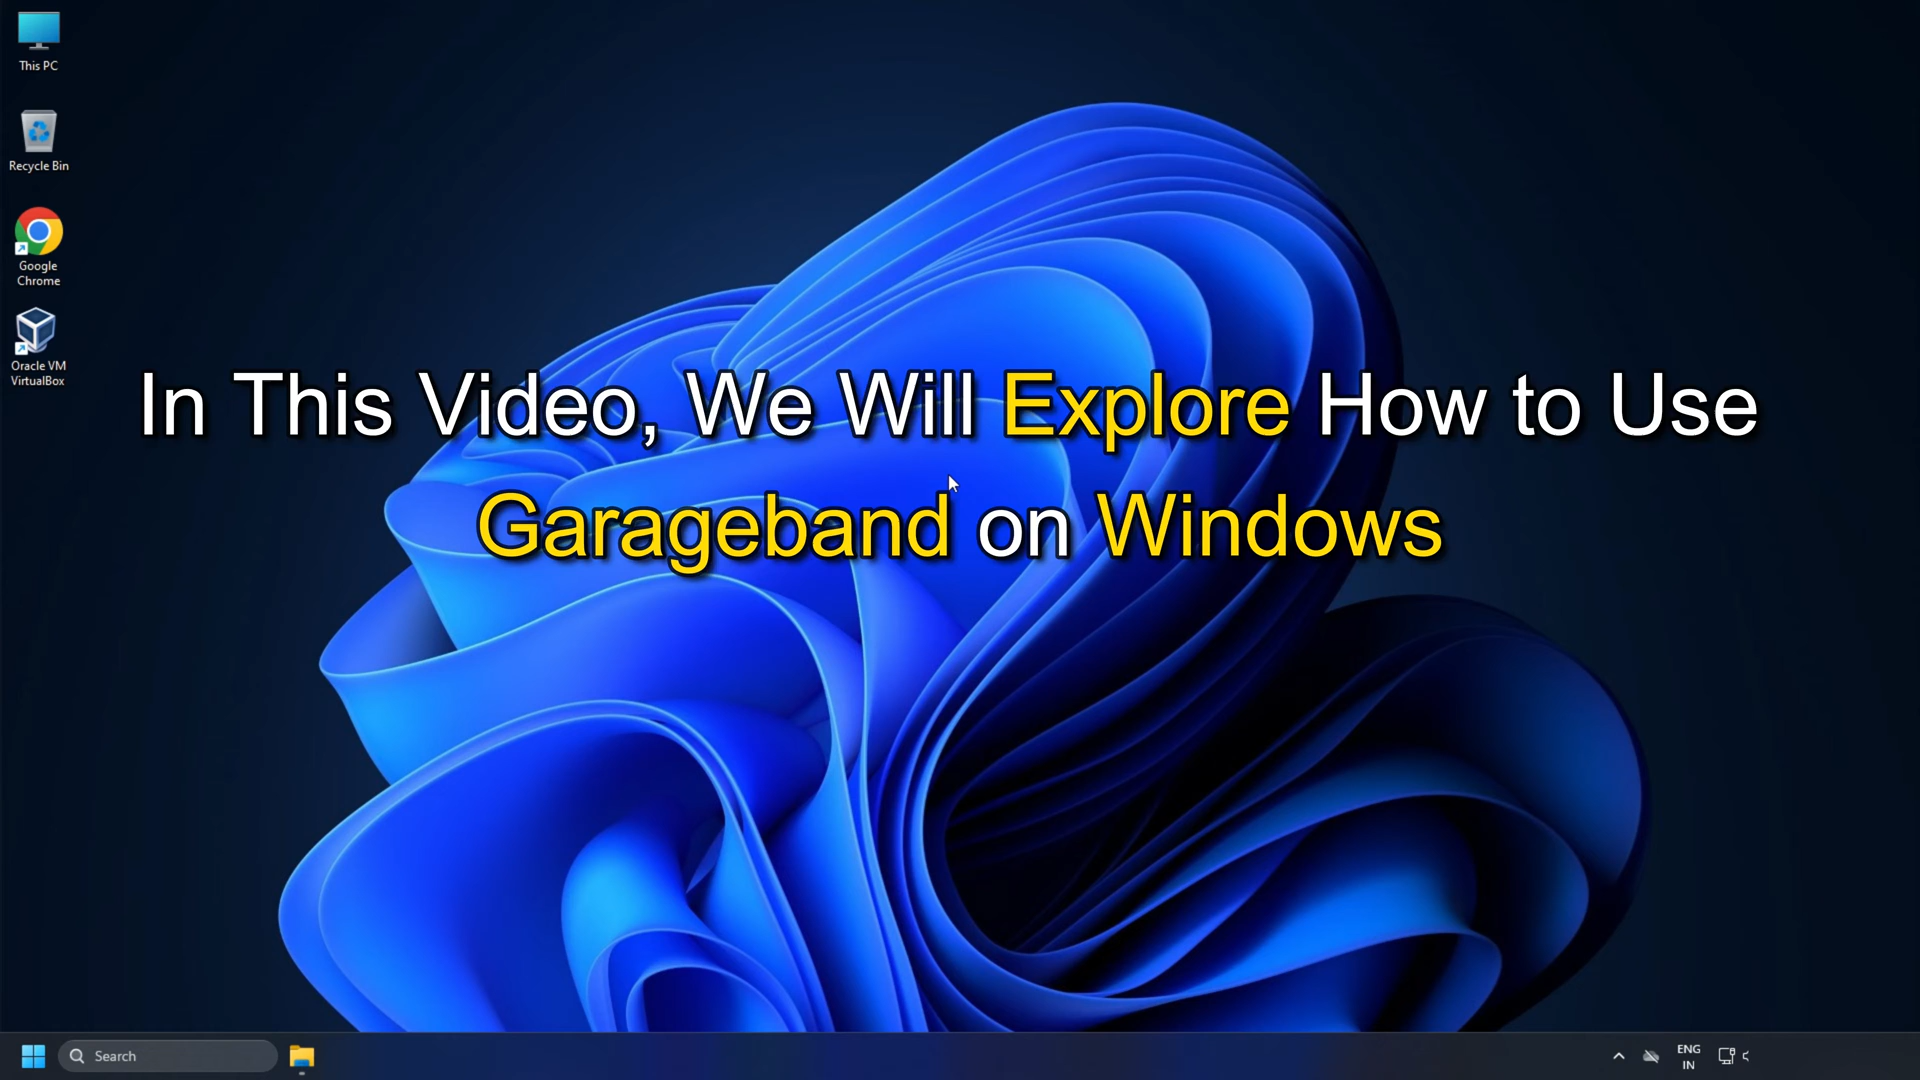 This PC
Recycle Bin
Google
Chrome
Oracle VM
VirtualBox
In This Video, We Will Explore How to Use
Garageband on Windows
Search
ENG
IN